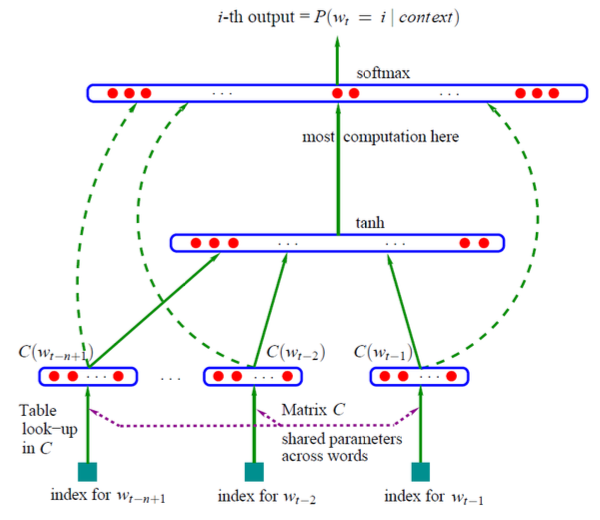 i-th output = P(w_t = i | context)
softmax
... ...
most computation here
tanh
... ...
C(w_{t−n+1}) C(w_{t−2}) C(w_{t−1})
... ... ... ...
Table look−up in C
Matrix C
shared parameters across words
index for w_{t−n+1} index for w_{t−2} index for w_{t−1}